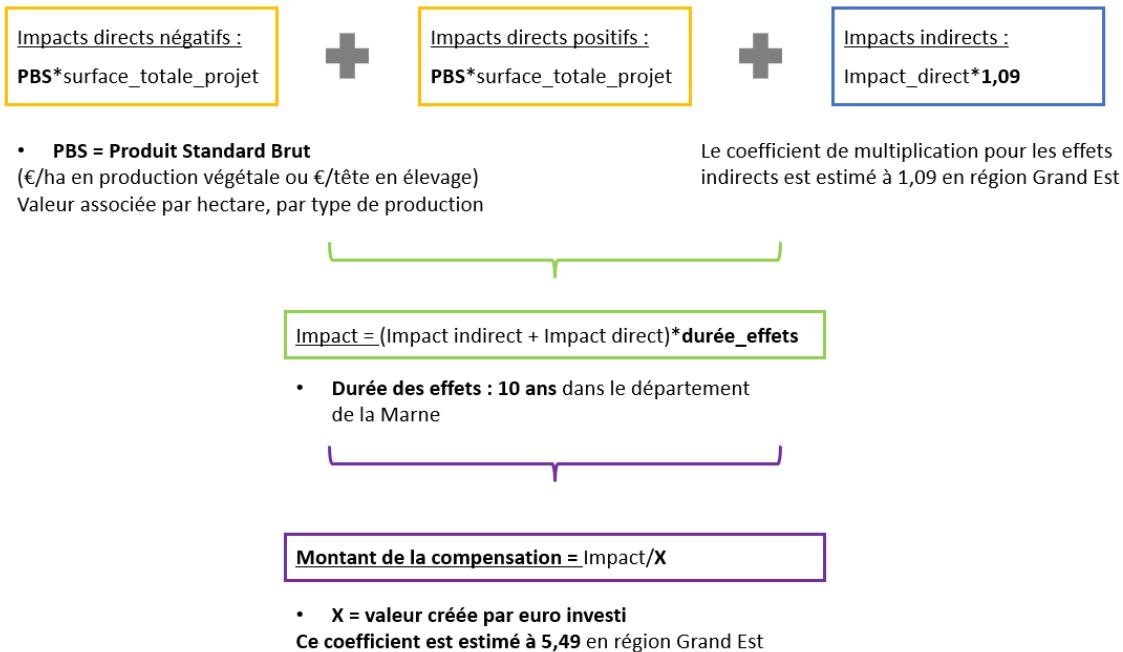 Impacts directs négatifs :
PBS*surface_totale_projet
Impacts directs positifs :
PBS*surface_totale_projet
Impacts indirects :
Impact_direct*1,09
• PBS = Produit Standard Brut
(€/ha en production végétale ou €/tête en élevage)
Valeur associée par hectare, par type de production
Le coefficient de multiplication pour les effets
indirects est estimé à 1,09 en région Grand Est
Impact = (Impact indirect + Impact direct)*durée_effets
• Durée des effets : 10 ans dans le département
de la Marne
Montant de la compensation = Impact/X
• X = valeur créée par euro investi
Ce coefficient est estimé à 5,49 en région Grand Est